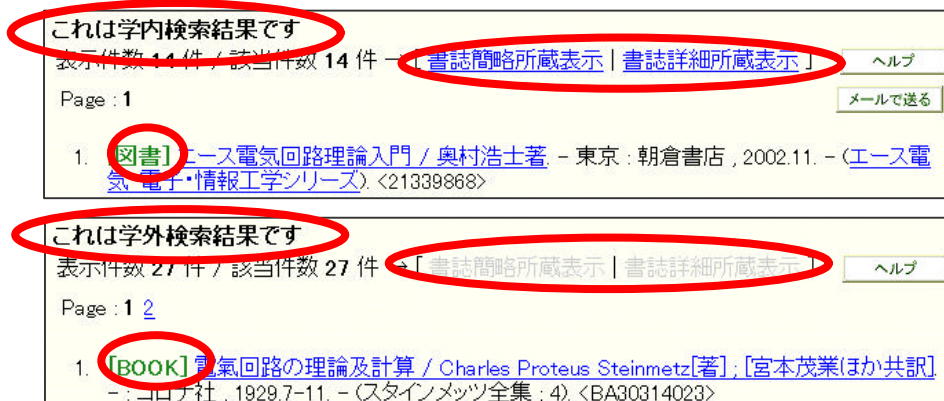 これは学内検索結果です
表示件数 14 件 / 該当件数 14 件 → [ 書誌簡略所蔵表示 | 書誌詳細所蔵表示 ] ヘルプ
Page : 1 メールで送る
1. [図書] エース電気回路理論入門 / 奥村浩士著. - 東京 : 朝倉書店 , 2002.11. - (エース電
気・電子・情報工学シリーズ). <21339868>
これは学外検索結果です
表示件数 27 件 / 該当件数 27 件 → [ 書誌簡略所蔵表示 | 書誌詳細所蔵表示 ] ヘルプ
Page : 1 2
1. [BOOK] 電氣回路の理論及計算 / Charles Proteus Steinmetz[著] ; [宮本茂業ほか共訳].
- : コロナ社 , 1929.7-11. - (スタインメッツ全集 ; 4). <BA30314023>